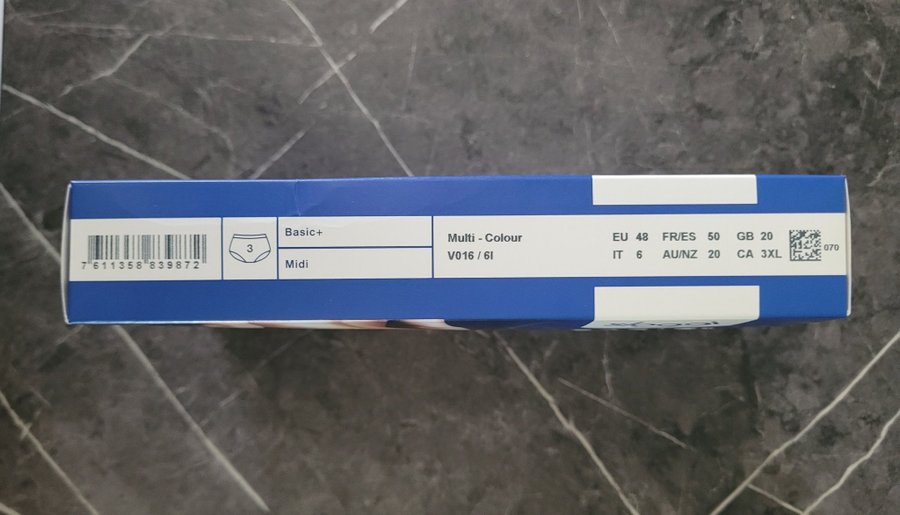 7 611358 839872
3
Basic+
Midi
Multi - Colour
V016 / 6I
EU 48 FR/ES 50 GB 20
IT 6 AU/NZ 20 CA 3XL
070